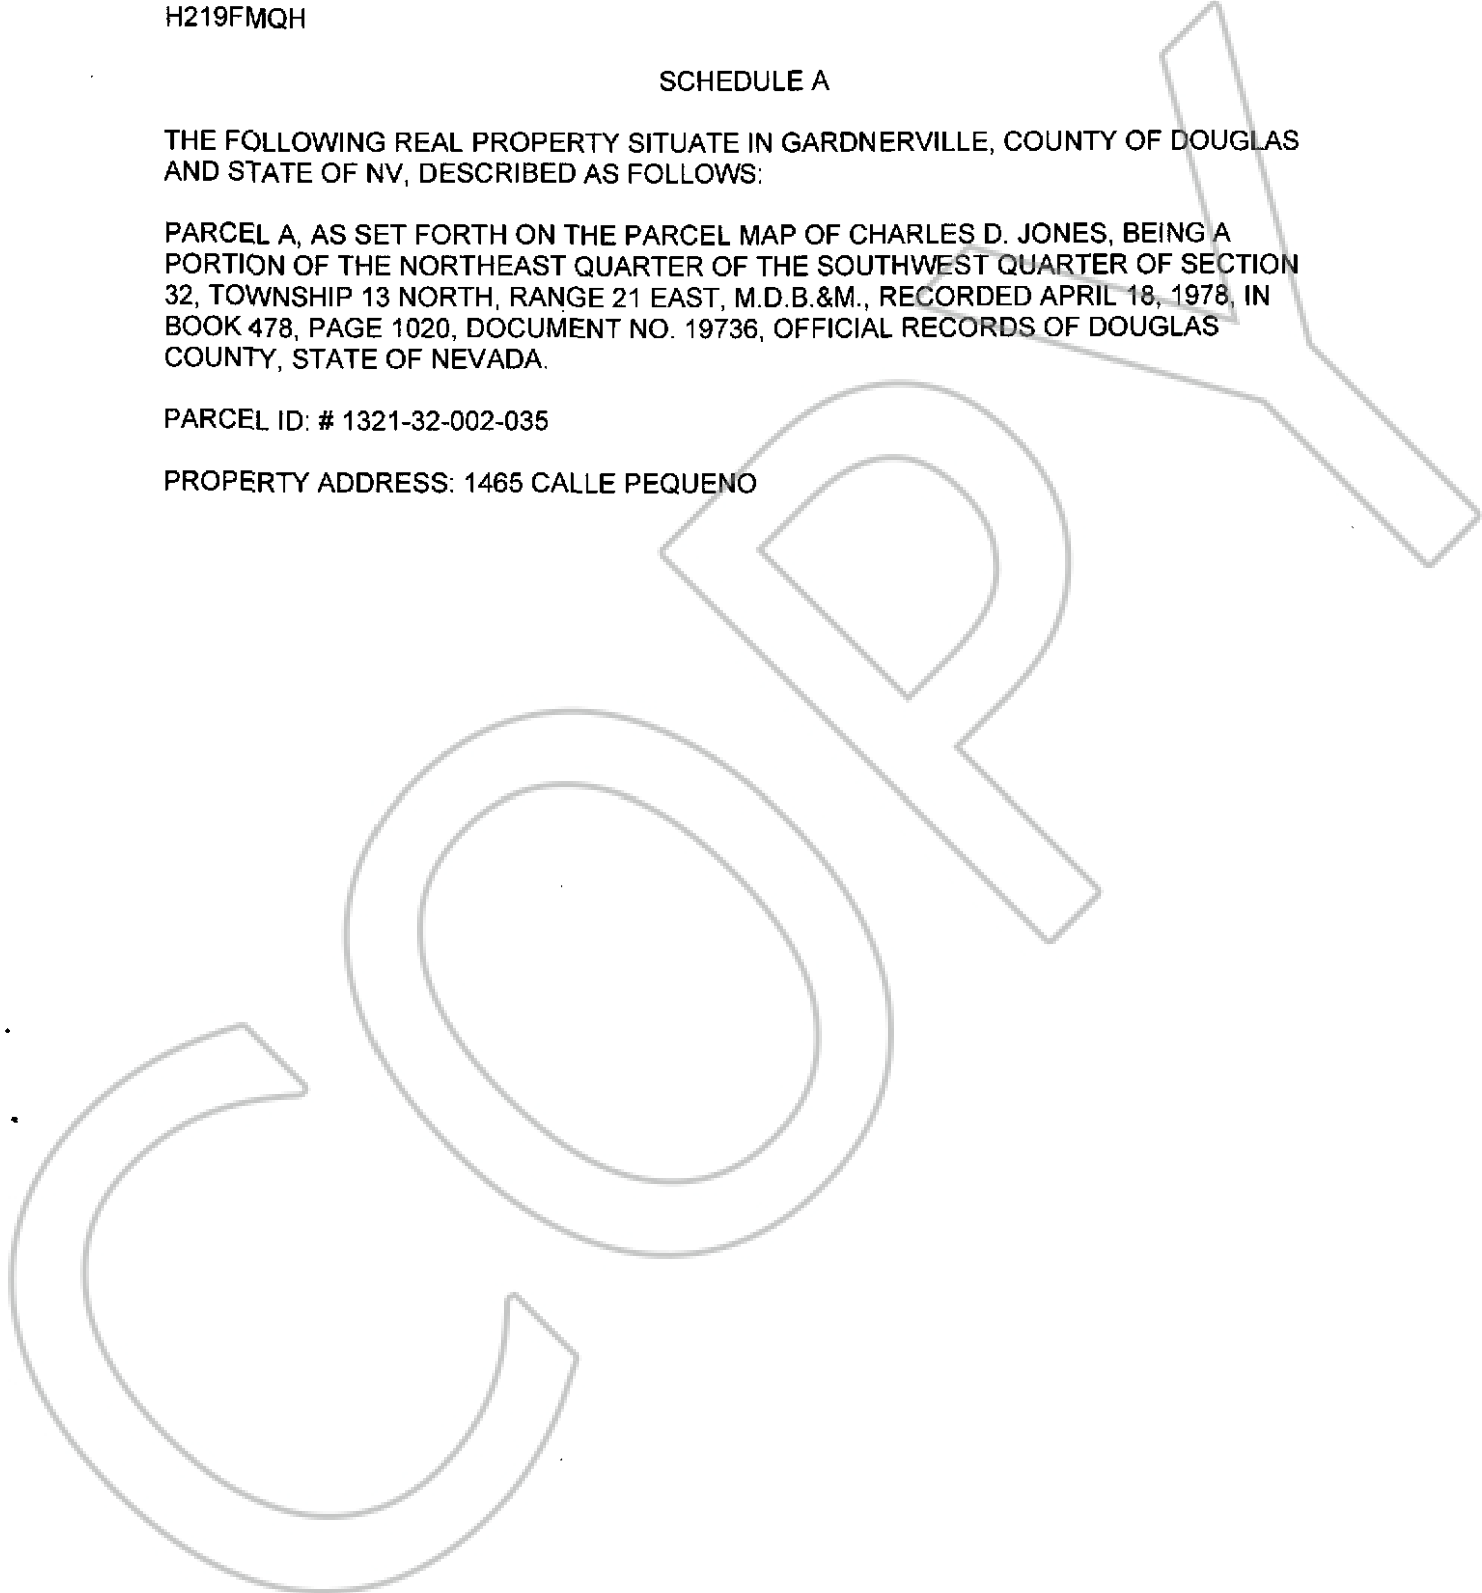 H219FMQH
SCHEDULE A
THE FOLLOWING REAL PROPERTY SITUATE IN GARDNERVILLE, COUNTY OF DOUGLAS
AND STATE OF NV, DESCRIBED AS FOLLOWS:
PARCEL A, AS SET FORTH ON THE PARCEL MAP OF CHARLES D. JONES, BEING A
PORTION OF THE NORTHEAST QUARTER OF THE SOUTHWEST QUARTER OF SECTION
32, TOWNSHIP 13 NORTH, RANGE 21 EAST, M.D.B.&M., RECORDED APRIL 18, 1978, IN
BOOK 478, PAGE 1020, DOCUMENT NO. 19736, OFFICIAL RECORDS OF DOUGLAS
COUNTY, STATE OF NEVADA.
PARCEL ID: # 1321-32-002-035
PROPERTY ADDRESS: 1465 CALLE PEQUENO
COPY